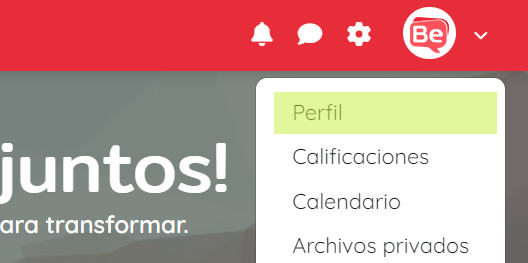 Be
juntos!
ara transformar.
Perfil
Calificaciones
Calendario
Archivos privados